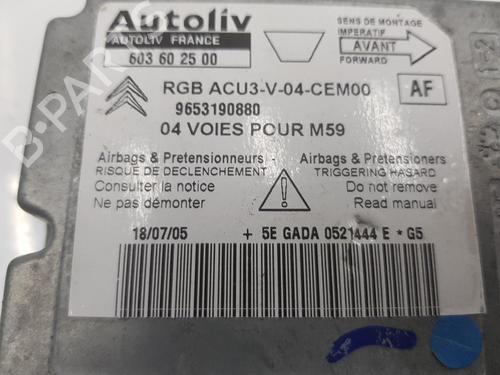 Autoliv
AUTOLIV FRANCE
603 60 25 00
SENS DE MONTAGE
IMPERATIF
AVANT
FORWARD
RGB ACU3-V-04-CEM00
AF
9653190880
04 VOIES POUR M59
Airbags & Pretensionneurs -
RISQUE DE DECLENCHEMENT
Consulter la notice
Ne pas démonter
!
Airbags & Pretensioners
TRIGGERING HASARD
Do not remove
Read manual
18/07/05
+ 5E GADA 0521444 E * G5